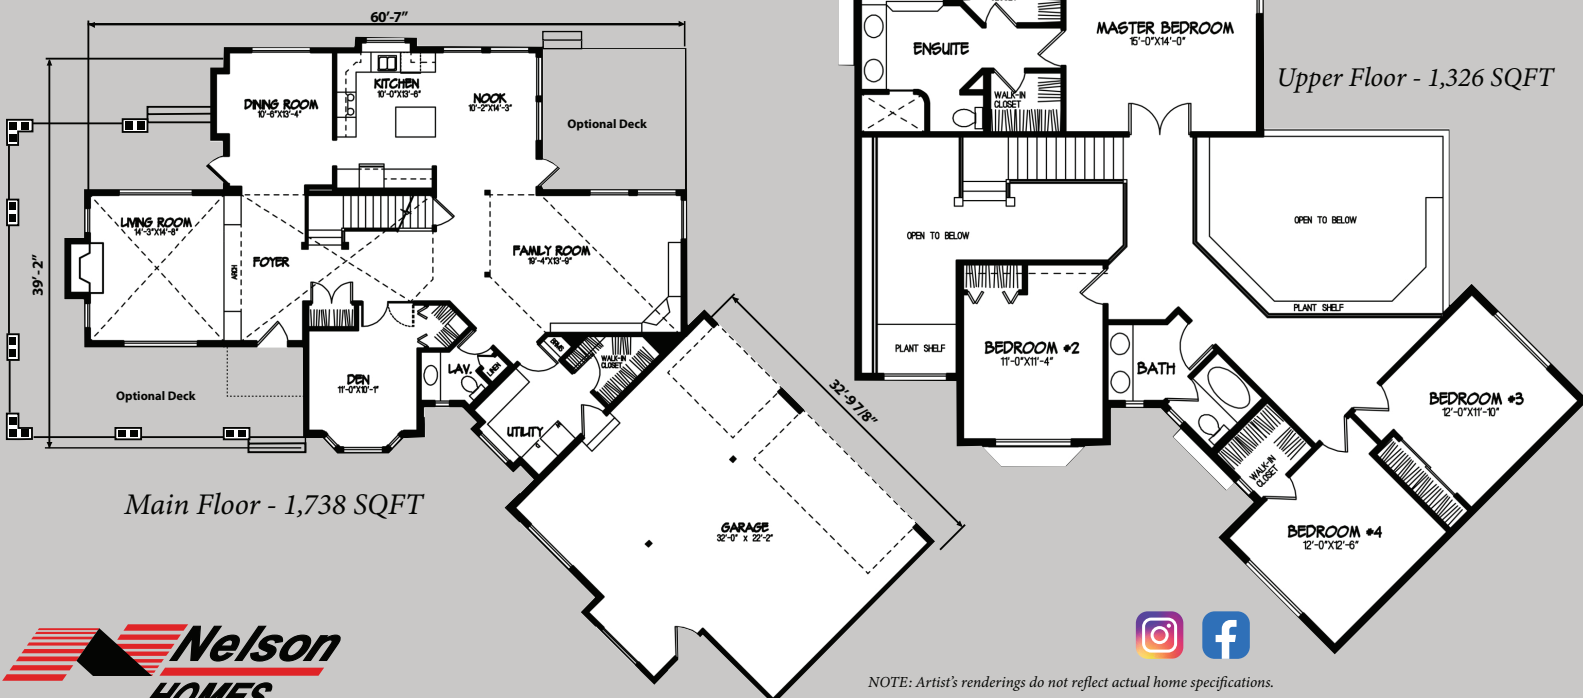 60'-7"
39'-2"
DINING ROOM
10'-6"X13'-4"
KITCHEN
10'-0"X13'-6"
NOOK
10'-2"X14'-3"
Optional Deck
LIVING ROOM
14'-3"X14'-8"
FOYER
ARCH
FAMILY ROOM
19'-4"X13'-9"
DEN
11'-0"X10'-1"
LAV.
LINEN
WALK-IN
CLOSET
UTILITY
Optional Deck
32'-9 7/8"
GARAGE
32'-0" x 22'-2"
Main Floor - 1,738 SQFT
ENSUITE
WALK-IN
CLOSET
MASTER BEDROOM
15'-0"X14'-0"
Upper Floor - 1,326 SQFT
OPEN TO BELOW
OPEN TO BELOW
PLANT SHELF
PLANT SHELF
BEDROOM #2
11'-0"X11'-4"
BATH
WALK-IN
CLOSET
BEDROOM #3
12'-0"X11'-10"
BEDROOM #4
12'-0"X12'-6"
Nelson
HOMES
NOTE: Artist's renderings do not reflect actual home specifications.